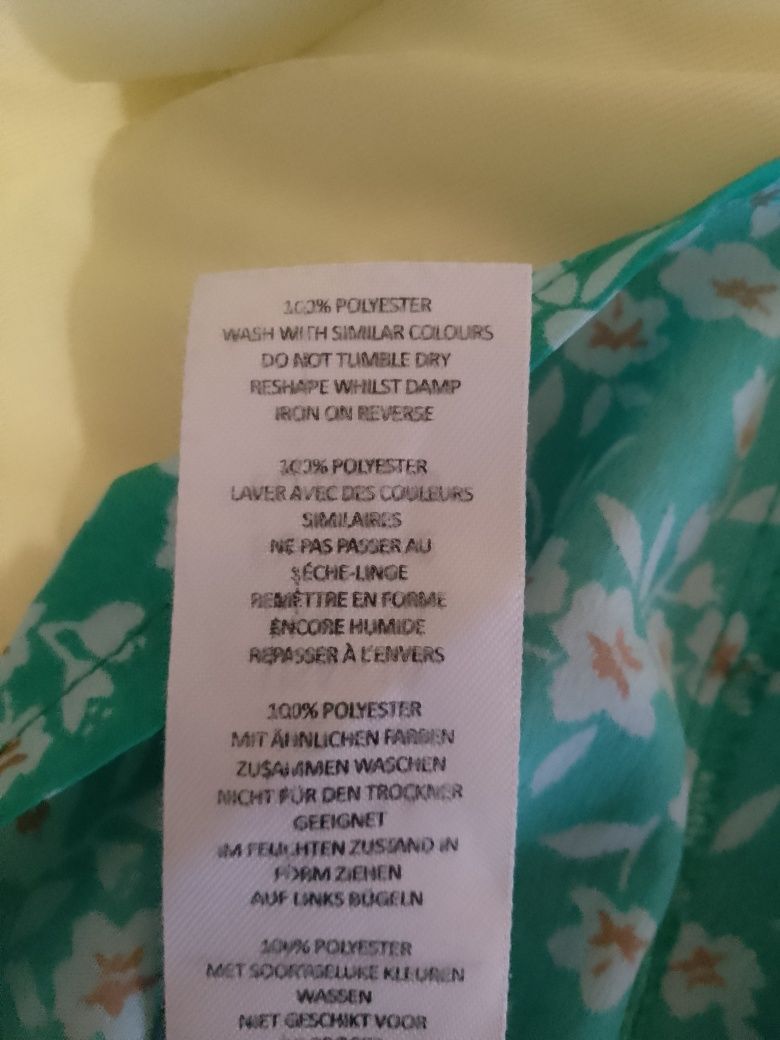 100% POLYESTER
WASH WITH SIMILAR COLOURS
DO NOT TUMBLE DRY
RESHAPE WHILST DAMP
IRON ON REVERSE
100% POLYESTER
LAVER AVEC DES COULEURS
SIMILAIRES
NE PAS PASSER AU
SÉCHE-LINGE
REMETTRE EN FORME
ENCORE HUMIDE
REPASSER À L'ENVERS
100% POLYESTER
MIT ÄHNLICHEN FARBEN
ZUSAMMEN WASCHEN
NICHT FÜR DEN TROCKNER
GEEIGNET
IM FEUCHTEN ZUSTAND IN
FORM ZIEHEN
AUF LINKS BÜGELN
100% POLYESTER
MET SOORTGELIJKE KLEUREN
WASSEN
NIET GESCHIKT VOOR